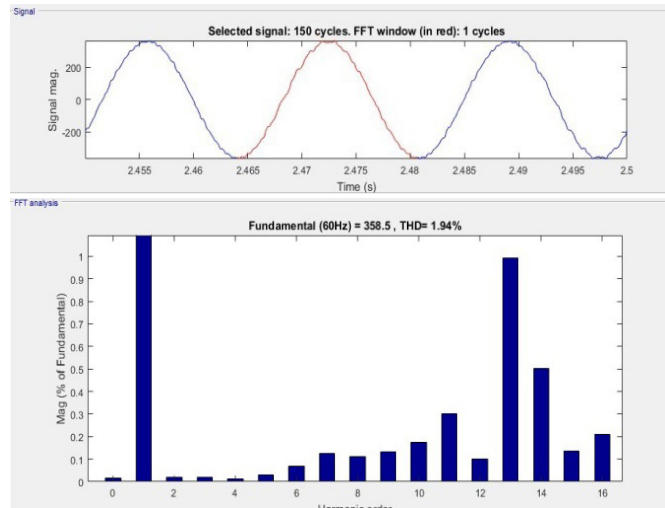 Signal
Selected signal: 150 cycles. FFT window (in red): 1 cycles
Signal mag.
200
0
-200
2.455 2.46 2.465 2.47 2.475 2.48 2.485 2.49 2.495 2.5
Time (s)
FFT analysis
Fundamental (60Hz) = 358.5 , THD= 1.94%
Mag (% of Fundamental)
1
0.9
0.8
0.7
0.6
0.5
0.4
0.3
0.2
0.1
0
0 2 4 6 8 10 12 14 16
Harmonic order